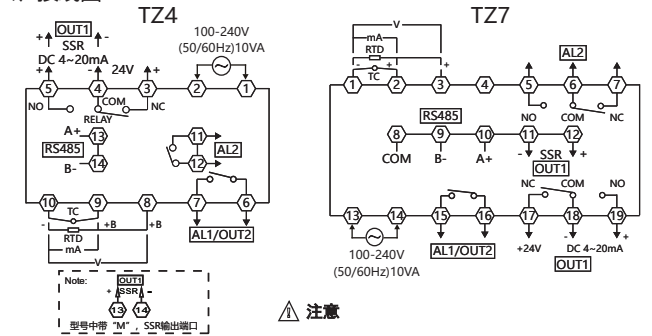 TZ4
OUT1
+ -
SSR
DC 4~20mA
+ - 24V +
100-240V
(50/60Hz)10VA
5 4 3 2 1
NO COM NC
RELAY
A+ 13
RS485
B- 14
11
12 AL2
10 9 8 7 6
TC
- +B +B
RTD
mA
V
AL1/OUT2
Note: OUT1
+ SSR -
13 14
型号中带“M”，SSR输出端口
TZ7
V
mA
RTD
- + +
TC
AL2
1 2 3 4 5 6 7
NO COM NC
RS485
8 9 10 11 12
COM B- A+ - SSR +
OUT1
NC COM NO
13 14 15 16 17 18 19
100-240V
(50/60Hz)10VA
AL1/OUT2
+24V
- +
DC 4~20mA
OUT1
注意